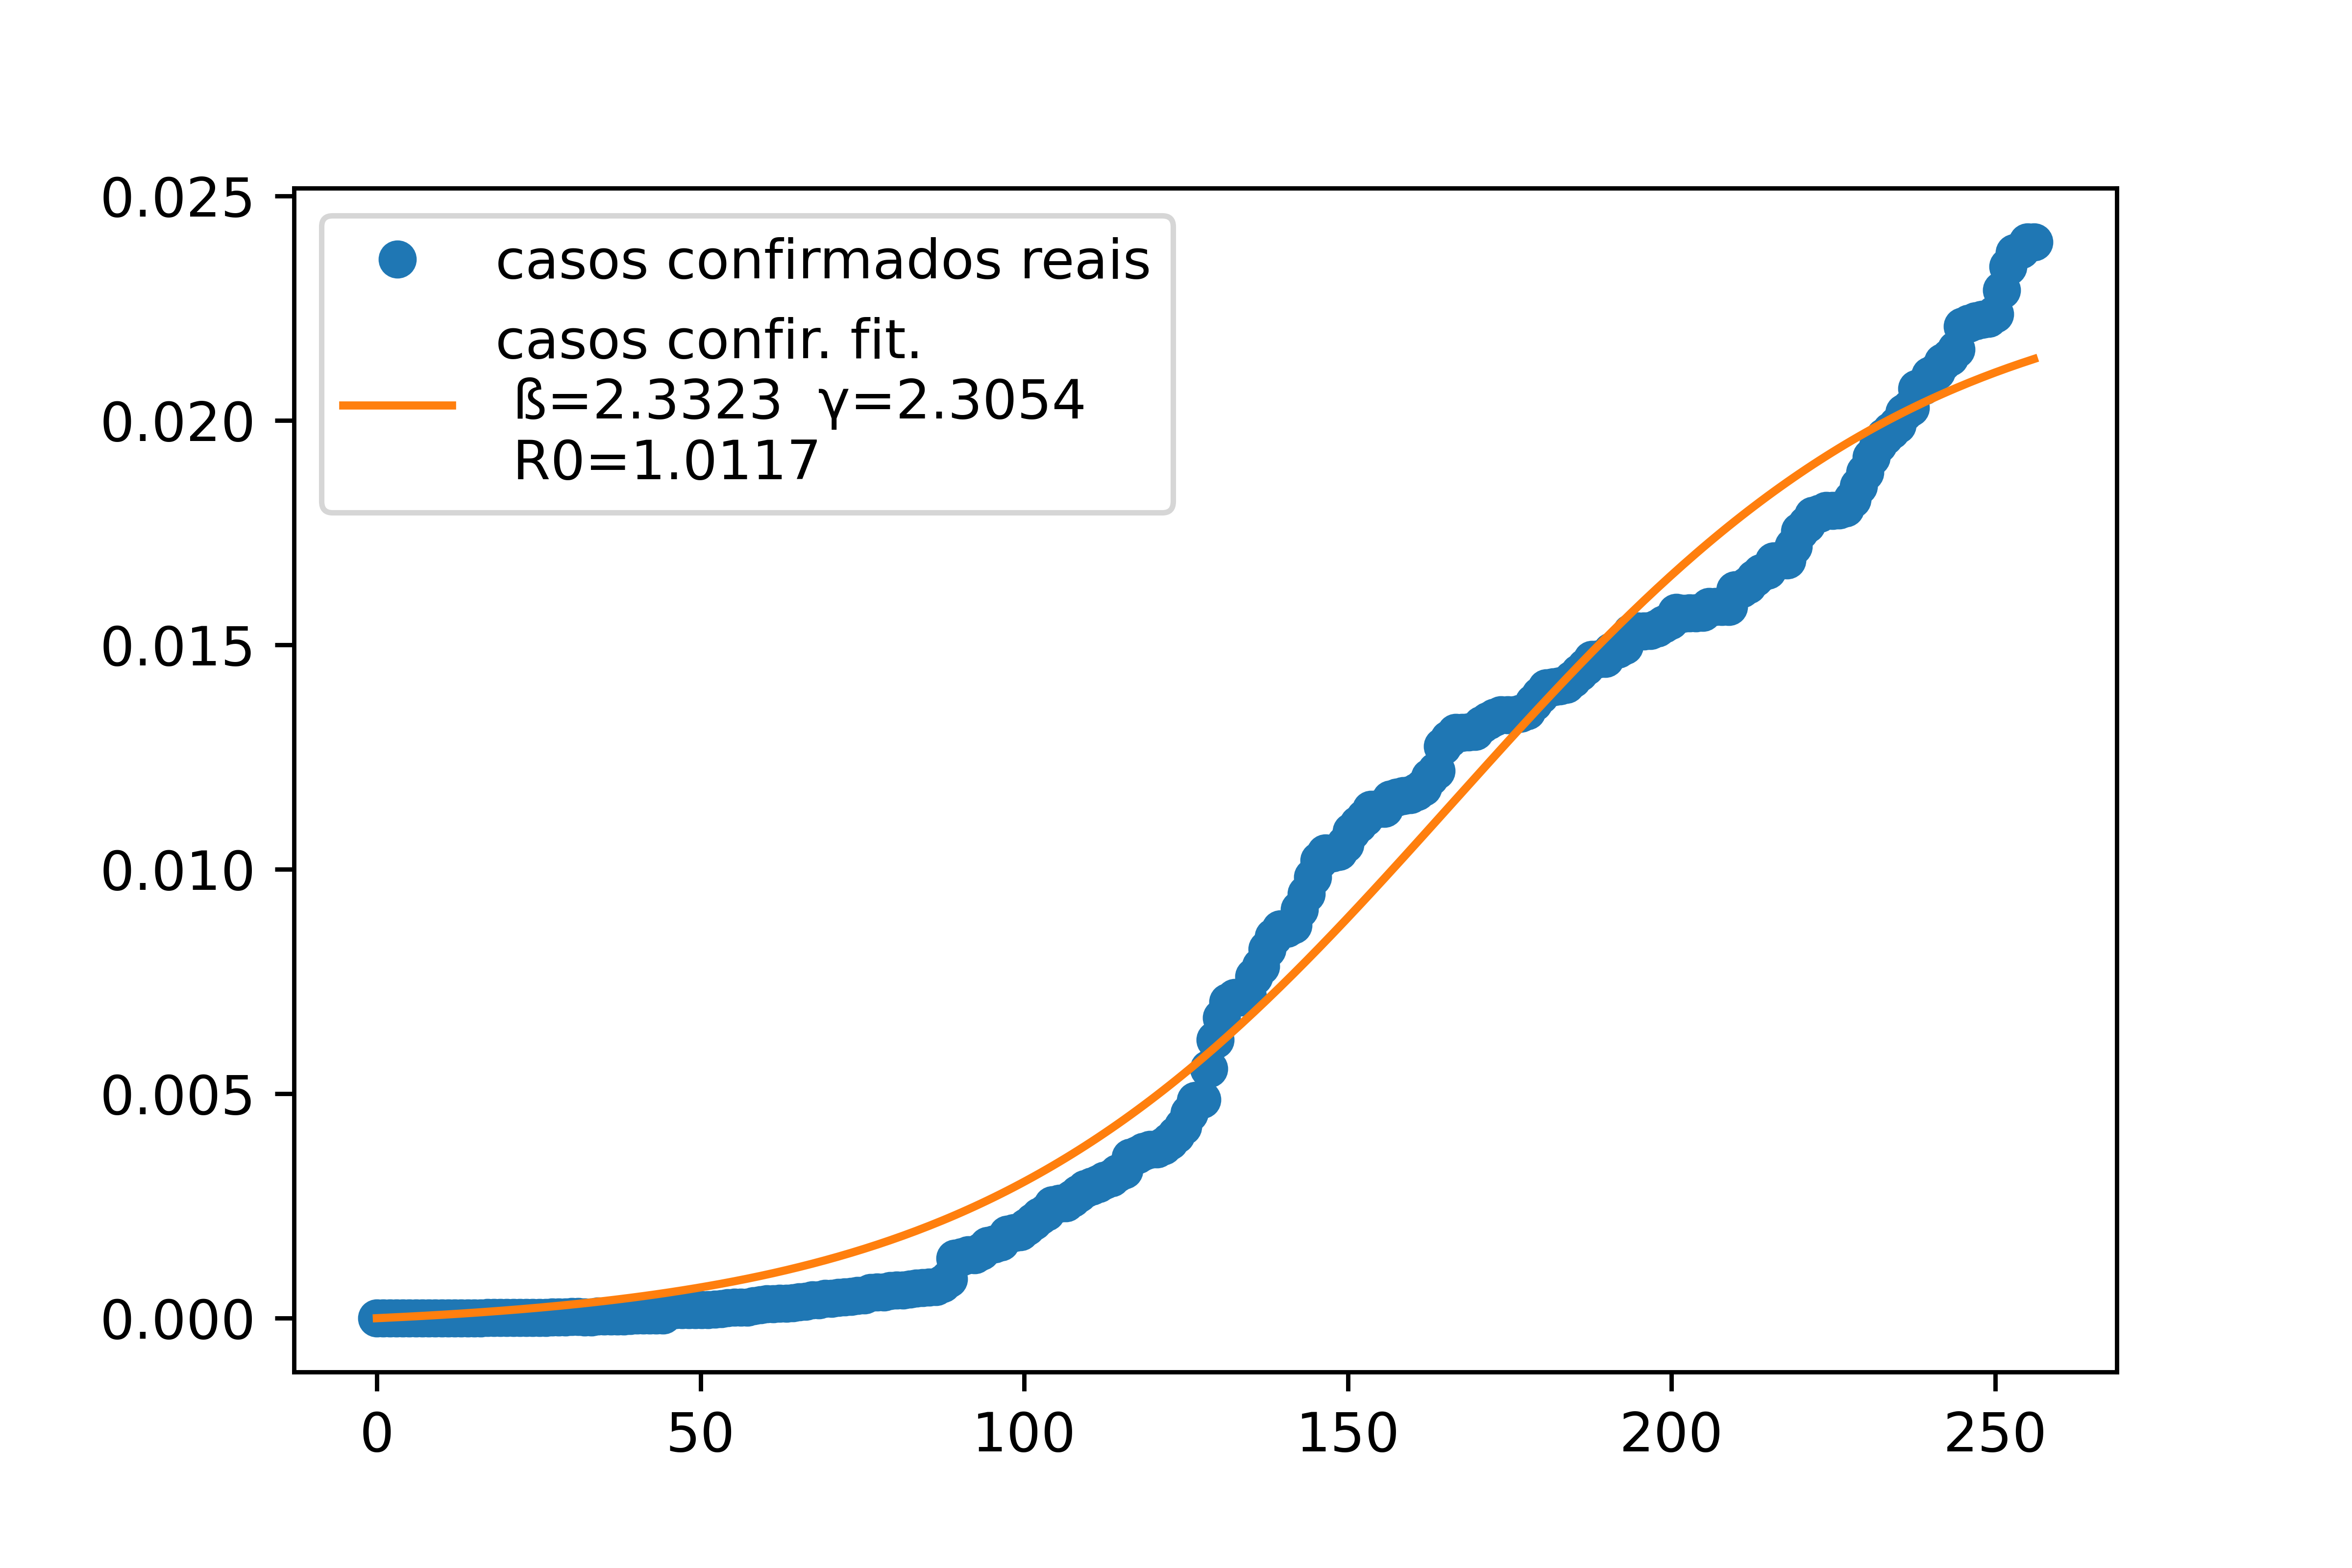 0.025
0.020
0.015
0.010
0.005
0.000
casos confirmados reais
casos confir. fit.
ß=2.3323 γ=2.3054
R0=1.0117
0 50 100 150 200 250